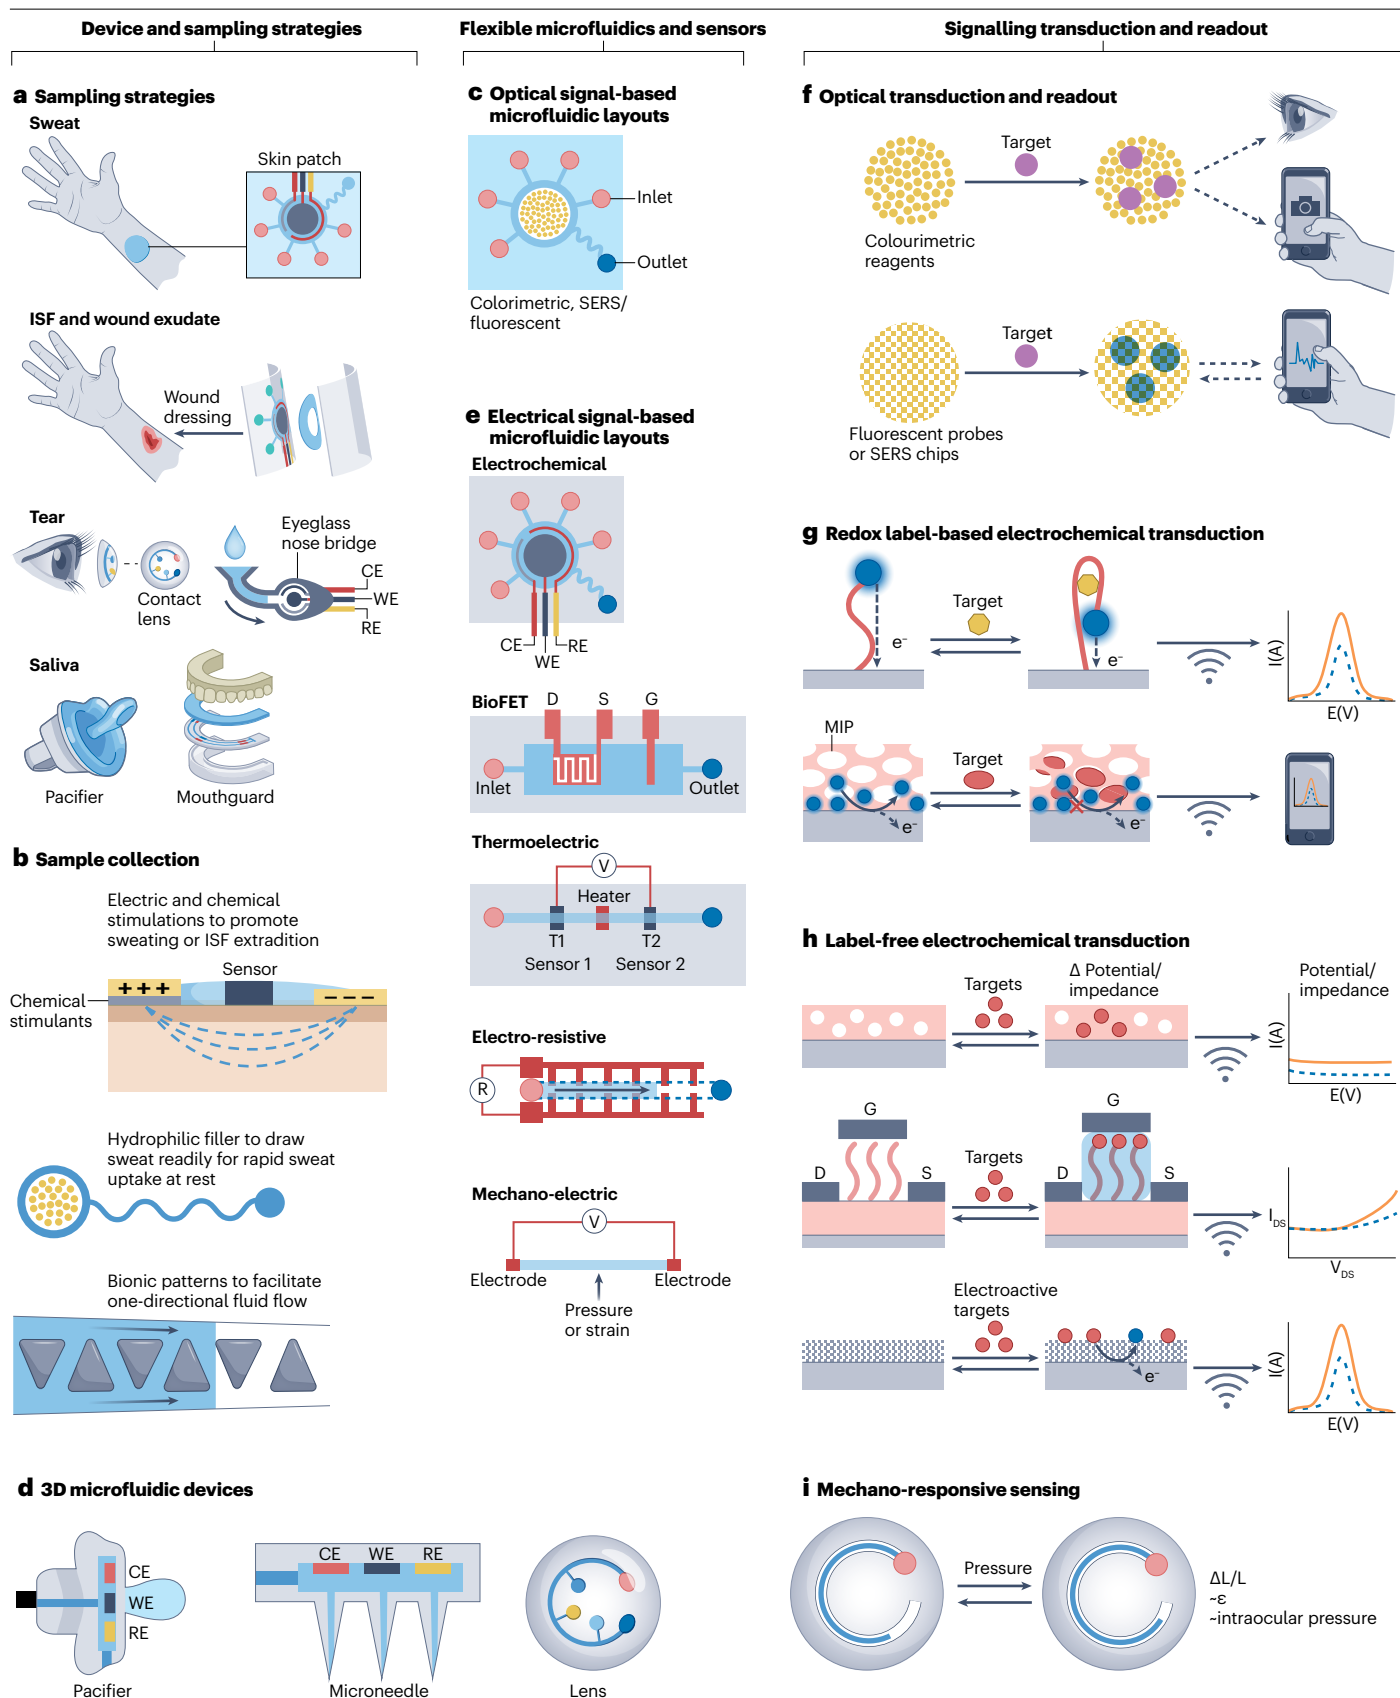 Device and sampling strategies
Flexible microfluidics and sensors
Signalling transduction and readout
a Sampling strategies
Sweat
Skin patch
ISF and wound exudate
Wound
dressing
Tear
Contact
lens
Eyeglass
nose bridge
CE
WE
RE
Saliva
Pacifier
Mouthguard
b Sample collection
Electric and chemical
stimulations to promote
sweating or ISF extradition
Sensor
+++
---
Chemical
stimulants
Hydrophilic filler to draw
sweat readily for rapid sweat
uptake at rest
Bionic patterns to facilitate
one-directional fluid flow
c Optical signal-based
microfluidic layouts
Inlet
Outlet
Colorimetric, SERS/
fluorescent
e Electrical signal-based
microfluidic layouts
Electrochemical
CE
WE
RE
BioFET
D S G
Inlet
Outlet
Thermoelectric
V
Heater
T1 T2
Sensor 1 Sensor 2
Electro-resistive
R
Mechano-electric
V
Electrode
Electrode
Pressure
or strain
d 3D microfluidic devices
CE
WE
RE
Pacifier
CE WE RE
Microneedle
Lens
f Optical transduction and readout
Target
Colourimetric
reagents
Target
Fluorescent probes
or SERS chips
g Redox label-based electrochemical transduction
e⁻
Target
e⁻
I(A)
E(V)
MIP
e⁻
Target
e⁻
h Label-free electrochemical transduction
Targets
Δ Potential/
impedance
Potential/
impedance
I(A)
E(V)
G
D S
Targets
G
D S
I_DS
V_DS
Electroactive
targets
e⁻
I(A)
E(V)
i Mechano-responsive sensing
Pressure
ΔL/L
~ε
~intraocular pressure